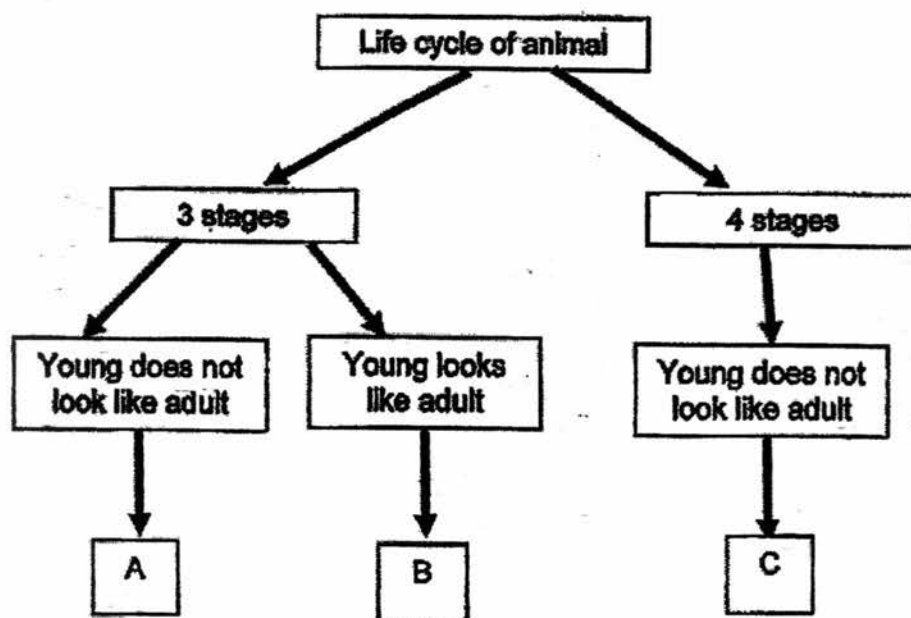 Life cycle of animal
3 stages
4 stages
Young does not
look like adult
Young looks
like adult
Young does not
look like adult
A
B
C